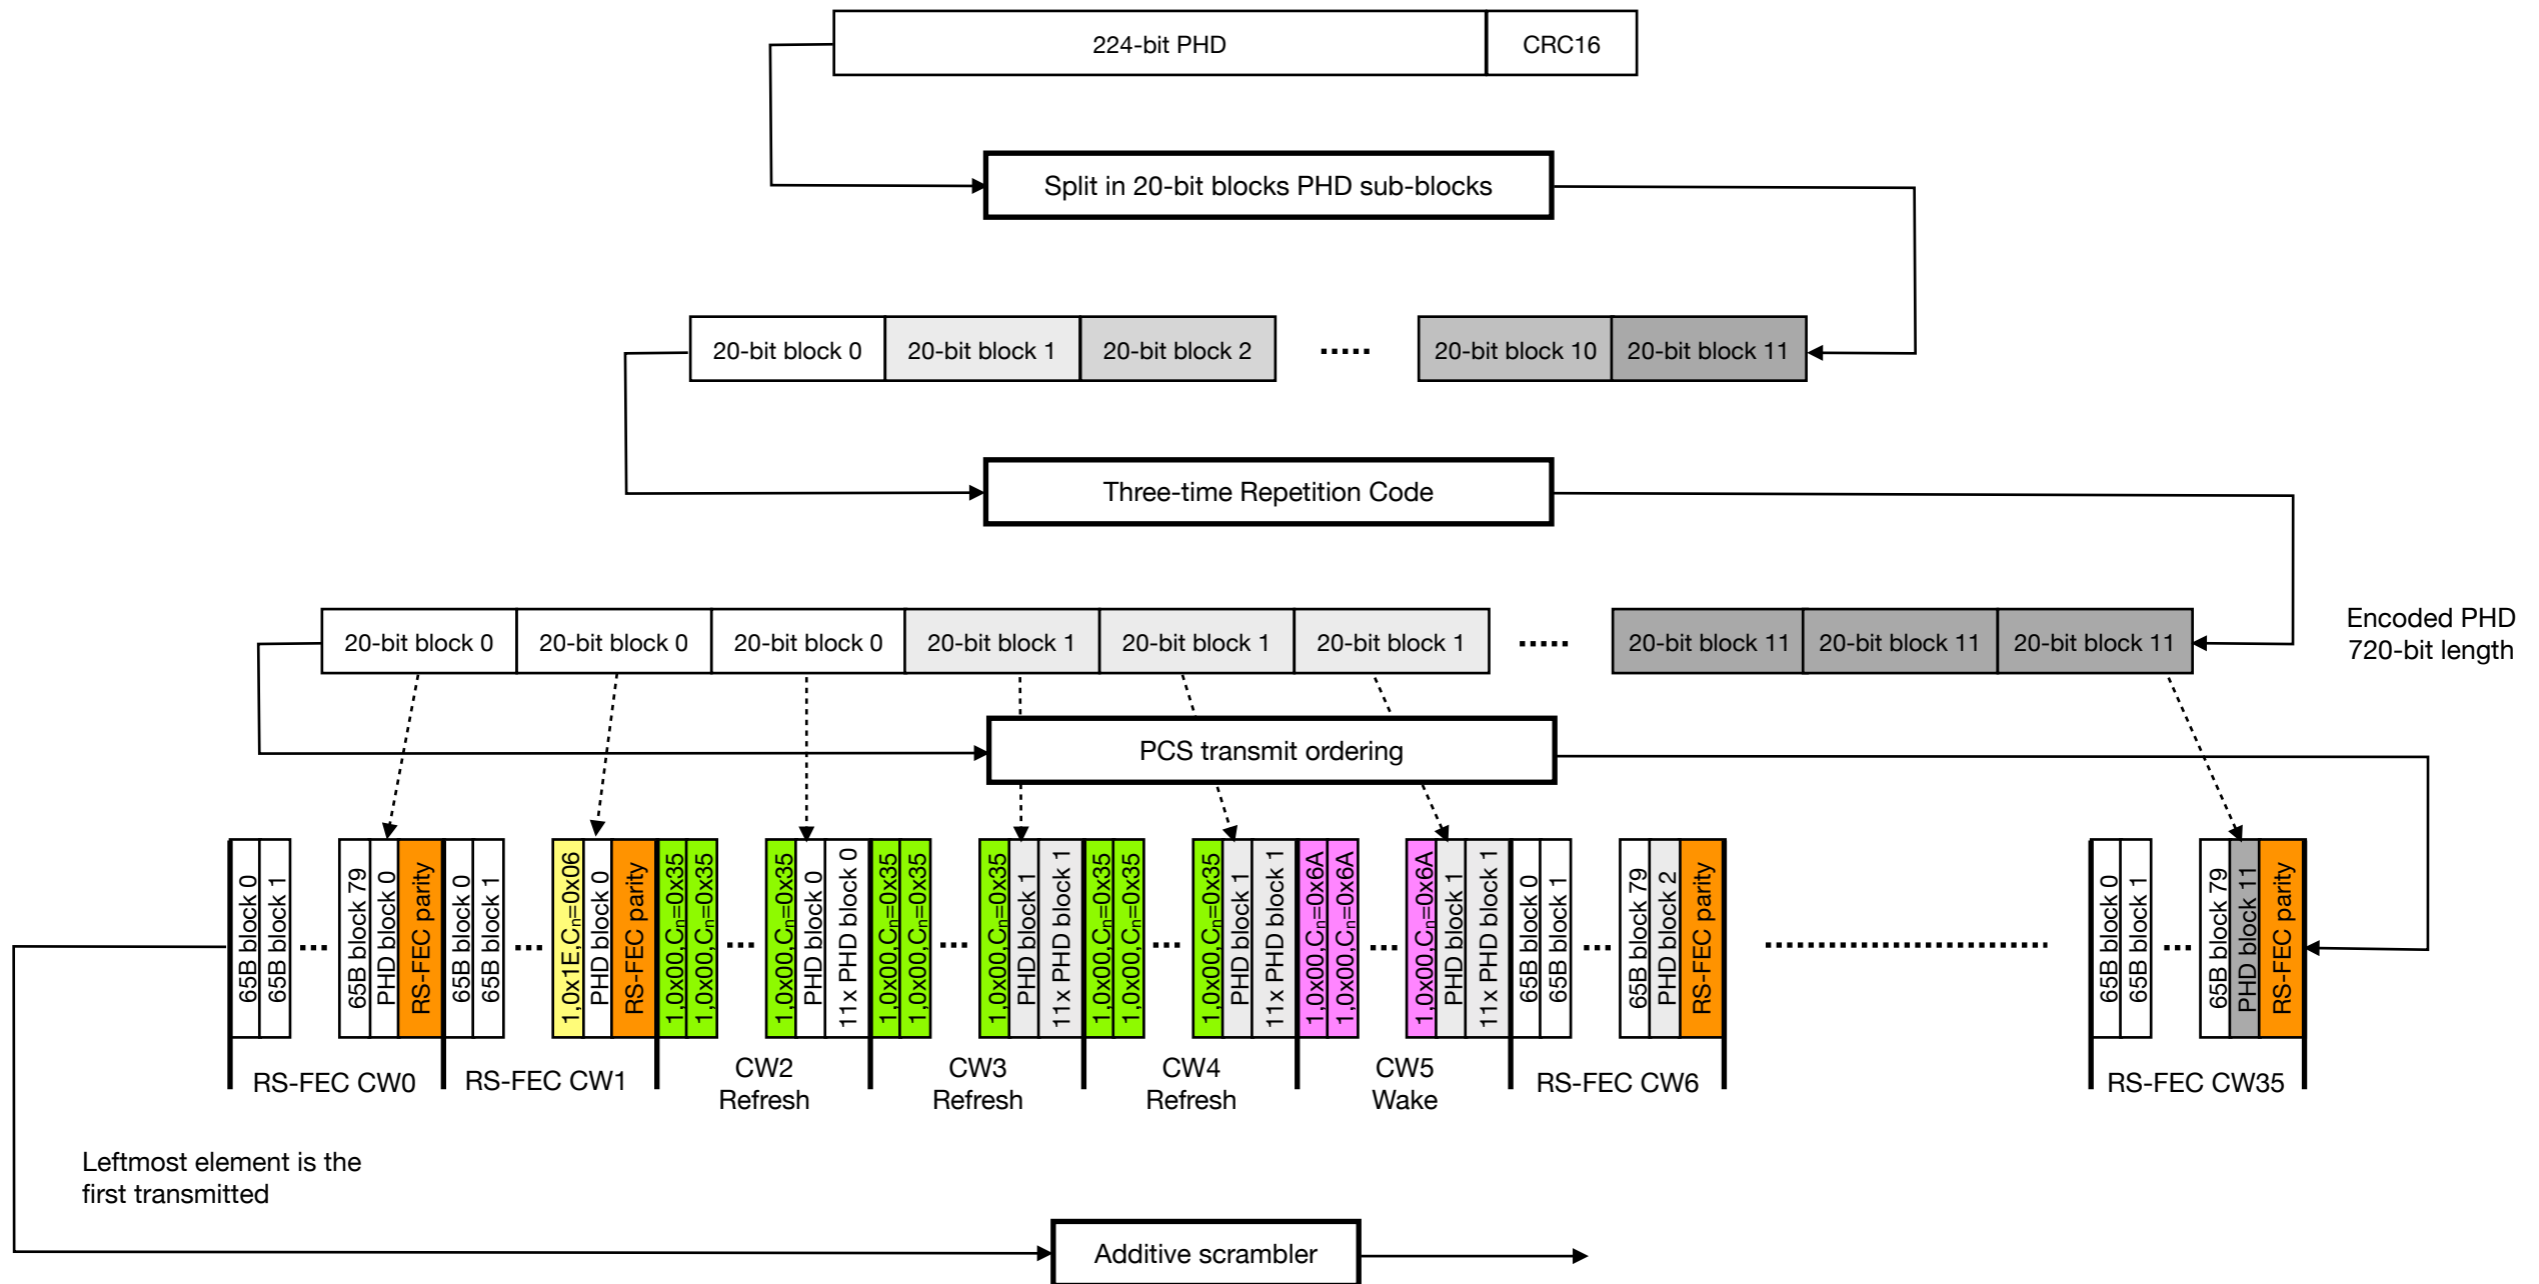 224-bit PHD
CRC16
Split in 20-bit blocks PHD sub-blocks
20-bit block 0
20-bit block 1
20-bit block 2
.....
20-bit block 10
20-bit block 11
Three-time Repetition Code
20-bit block 0
20-bit block 0
20-bit block 0
20-bit block 1
20-bit block 1
20-bit block 1
.....
20-bit block 11
20-bit block 11
20-bit block 11
Encoded PHD
720-bit length
PCS transmit ordering
65B block 0
65B block 1
...
65B block 79
PHD block 0
RS-FEC parity
65B block 0
65B block 1
...
1,0x1E,Cn=0x06
PHD block 0
RS-FEC parity
1,0x00,Cn=0x35
1,0x00,Cn=0x35
...
1,0x00,Cn=0x35
PHD block 0
11x PHD block 0
1,0x00,Cn=0x35
1,0x00,Cn=0x35
...
1,0x00,Cn=0x35
PHD block 1
11x PHD block 1
1,0x00,Cn=0x35
1,0x00,Cn=0x35
...
1,0x00,Cn=0x35
PHD block 1
11x PHD block 1
1,0x00,Cn=0x6A
1,0x00,Cn=0x6A
...
1,0x00,Cn=0x6A
PHD block 1
11x PHD block 1
65B block 0
65B block 1
...
65B block 79
PHD block 2
RS-FEC parity
..............................
65B block 0
65B block 1
...
65B block 79
PHD block 11
RS-FEC parity
RS-FEC CW0
RS-FEC CW1
CW2
Refresh
CW3
Refresh
CW4
Refresh
CW5
Wake
RS-FEC CW6
RS-FEC CW35
Leftmost element is the
first transmitted
Additive scrambler